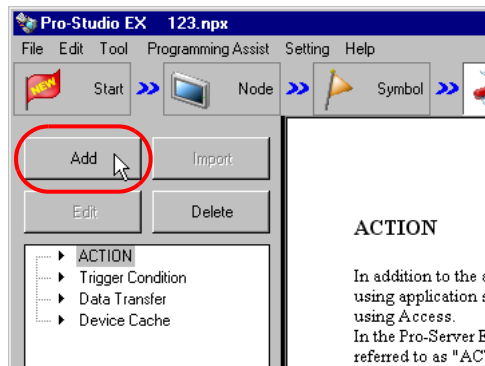 Pro-Studio EX 123.npx
File Edit Tool Programming Assist Setting Help
NEW Start Node Symbol
Add Import
Edit Delete
ACTION
Trigger Condition
Data Transfer
Device Cache
ACTION
In addition to the a
using application s
using Access.
In the Pro-Server E
referred to as "AC